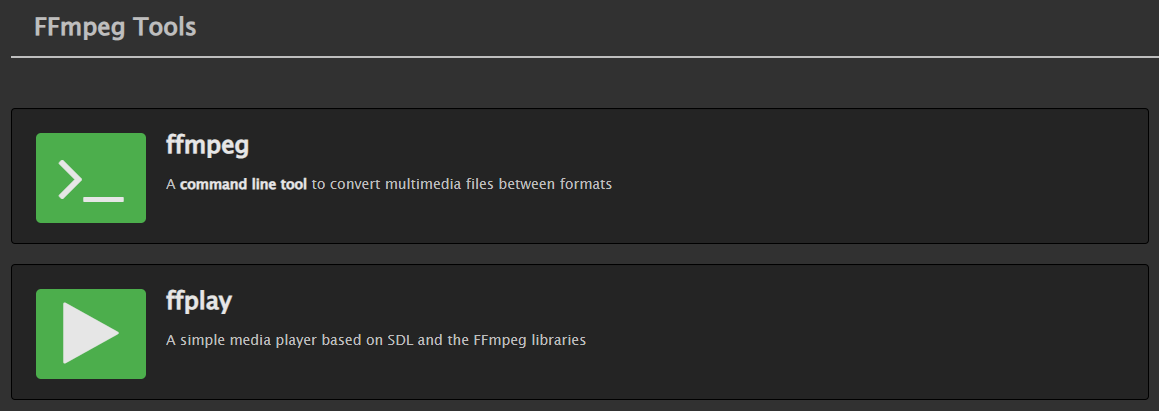 FFmpeg Tools
ffmpeg
A command line tool to convert multimedia files between formats
ffplay
A simple media player based on SDL and the FFmpeg libraries